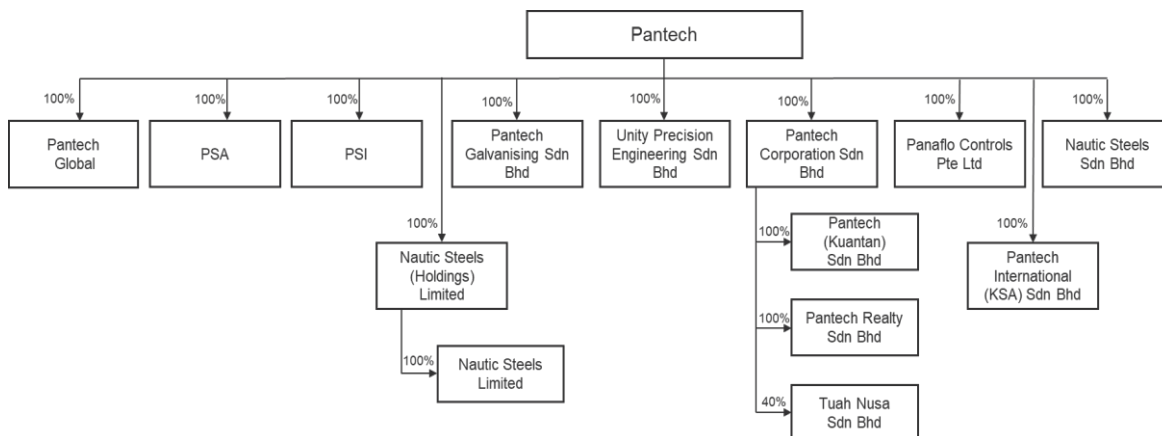 Pantech
100%
100%
100%
100%
100%
100%
100%
100%
Pantech
Global
PSA
PSI
Pantech
Galvanising Sdn
Bhd
Unity Precision
Engineering Sdn
Bhd
Pantech
Corporation Sdn
Bhd
Panaflo Controls
Pte Ltd
Nautic Steels
Sdn Bhd
100%
Nautic Steels
(Holdings)
Limited
100%
Nautic Steels
Limited
100%
Pantech
(Kuantan)
Sdn Bhd
100%
Pantech Realty
Sdn Bhd
40%
Tuah Nusa
Sdn Bhd
100%
Pantech
International
(KSA) Sdn Bhd